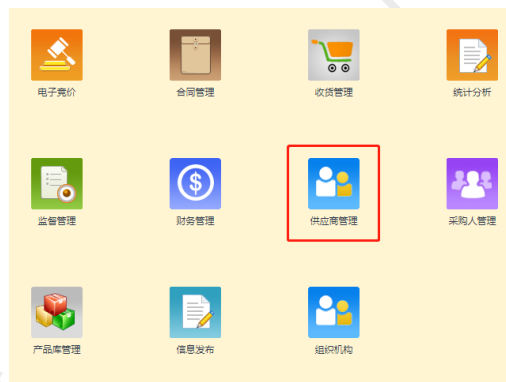 电子竞价 合同管理 收货管理 统计分析
监督管理 财务管理 供应商管理 采购人管理
产品库管理 信息发布 组织机构